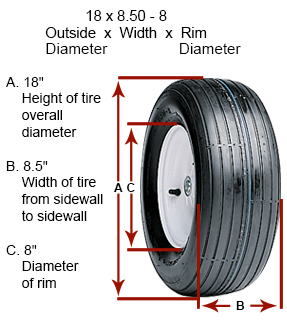 18 x 8.50 - 8
Outside x Width x Rim
Diameter Diameter
A. 18"
Height of tire
overall
diameter
B. 8.5"
Width of tire
from sidewall
to sidewall
C. 8"
Diameter
of rim
A C
B